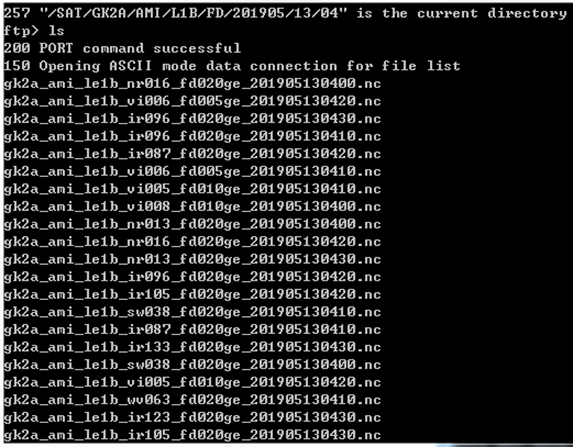 257 "/SAT/GK2A/AMI/L1B/FD/201905/13/04" is the current directory
ftp> ls
200 PORT command successful
150 Opening ASCII mode data connection for file list
gk2a_ami_le1b_nr016_fd020ge_201905130400.nc
gk2a_ami_le1b_vi006_fd005ge_201905130420.nc
gk2a_ami_le1b_ir096_fd020ge_201905130430.nc
gk2a_ami_le1b_ir096_fd020ge_201905130410.nc
gk2a_ami_le1b_ir087_fd020ge_201905130420.nc
gk2a_ami_le1b_vi006_fd005ge_201905130410.nc
gk2a_ami_le1b_vi005_fd010ge_201905130410.nc
gk2a_ami_le1b_vi008_fd010ge_201905130400.nc
gk2a_ami_le1b_nr013_fd020ge_201905130400.nc
gk2a_ami_le1b_nr016_fd020ge_201905130420.nc
gk2a_ami_le1b_nr013_fd020ge_201905130430.nc
gk2a_ami_le1b_ir096_fd020ge_201905130420.nc
gk2a_ami_le1b_ir105_fd020ge_201905130420.nc
gk2a_ami_le1b_sw038_fd020ge_201905130410.nc
gk2a_ami_le1b_ir087_fd020ge_201905130410.nc
gk2a_ami_le1b_ir133_fd020ge_201905130430.nc
gk2a_ami_le1b_sw038_fd020ge_201905130400.nc
gk2a_ami_le1b_vi005_fd010ge_201905130420.nc
gk2a_ami_le1b_wv063_fd020ge_201905130410.nc
gk2a_ami_le1b_ir123_fd020ge_201905130430.nc
gk2a_ami_le1b_ir105_fd020ge_201905130430.nc